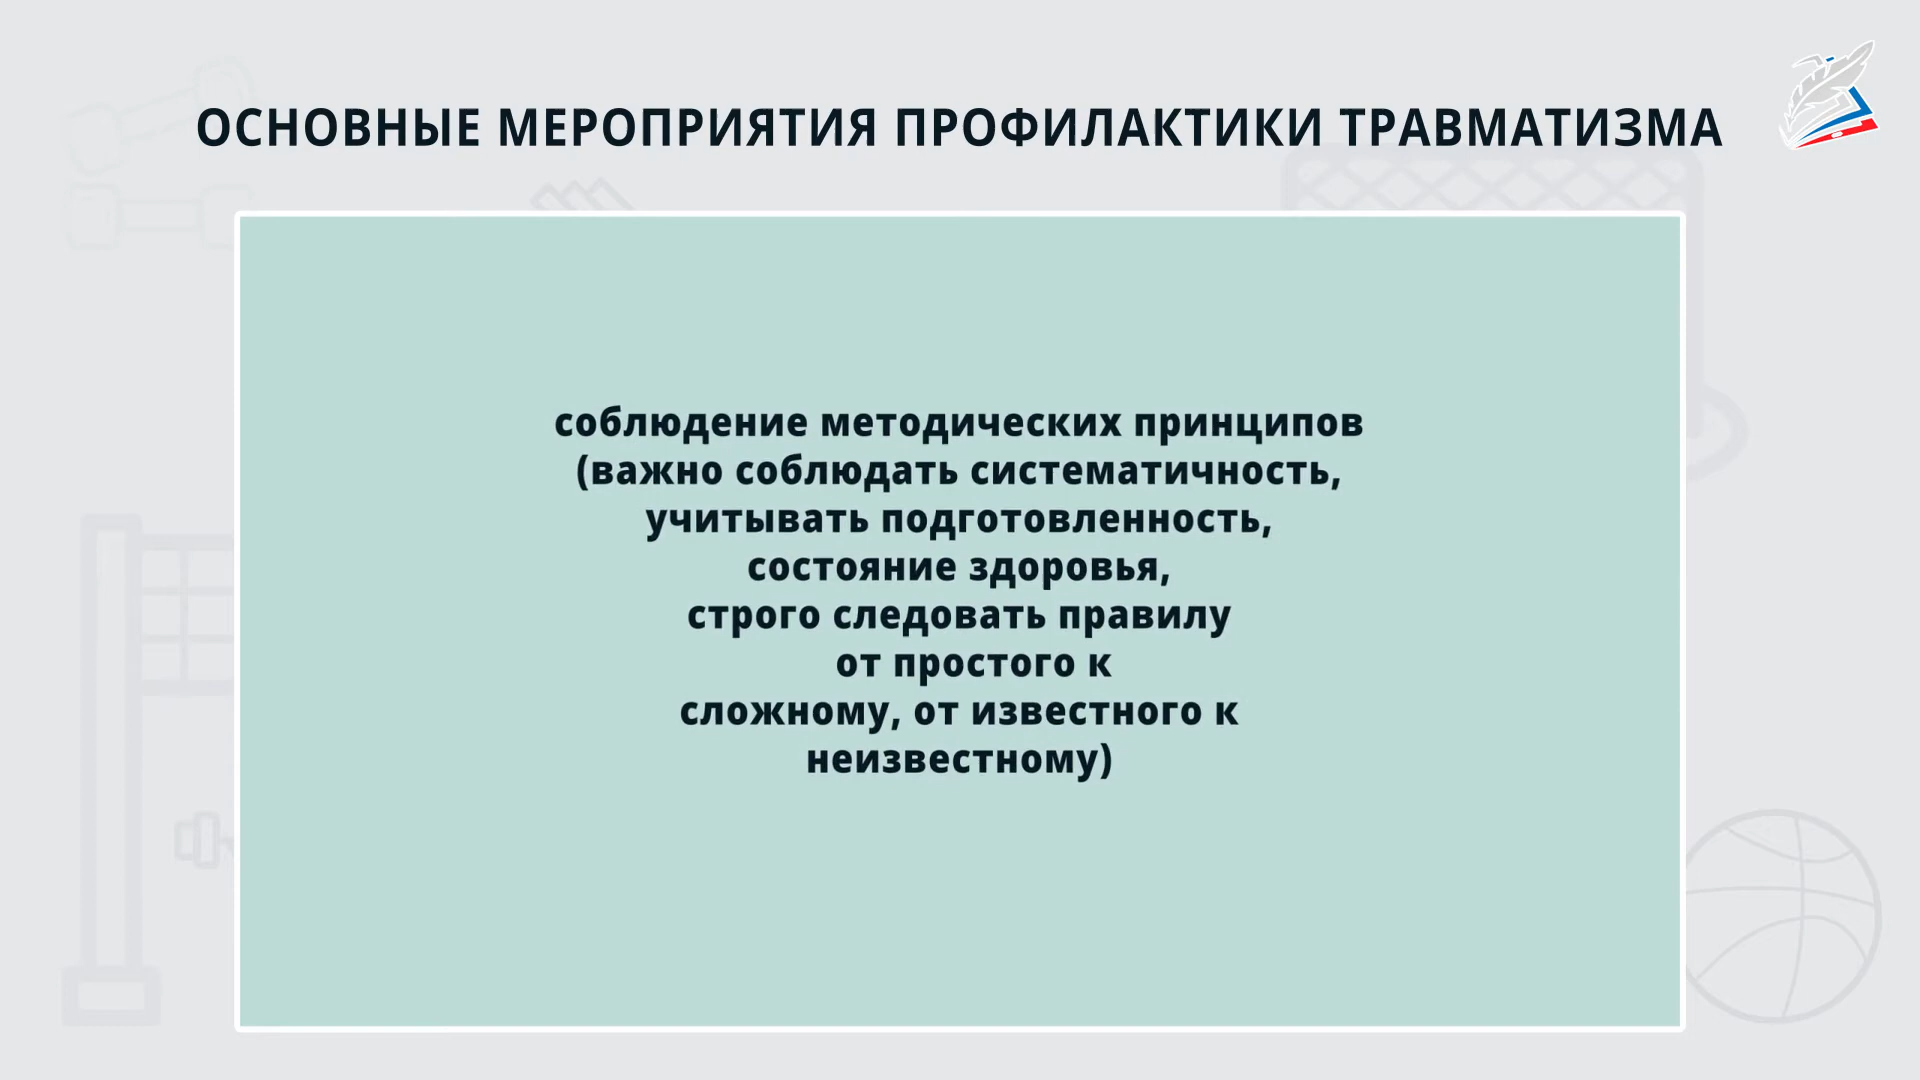 ОСНОВНЫЕ МЕРОПРИЯТИЯ ПРОФИЛАКТИКИ ТРАВМАТИЗМА
соблюдение методических принципов
(важно соблюдать систематичность,
учитывать подготовленность,
состояние здоровья,
строго следовать правилу
от простого к
сложному, от известного к
неизвестному)